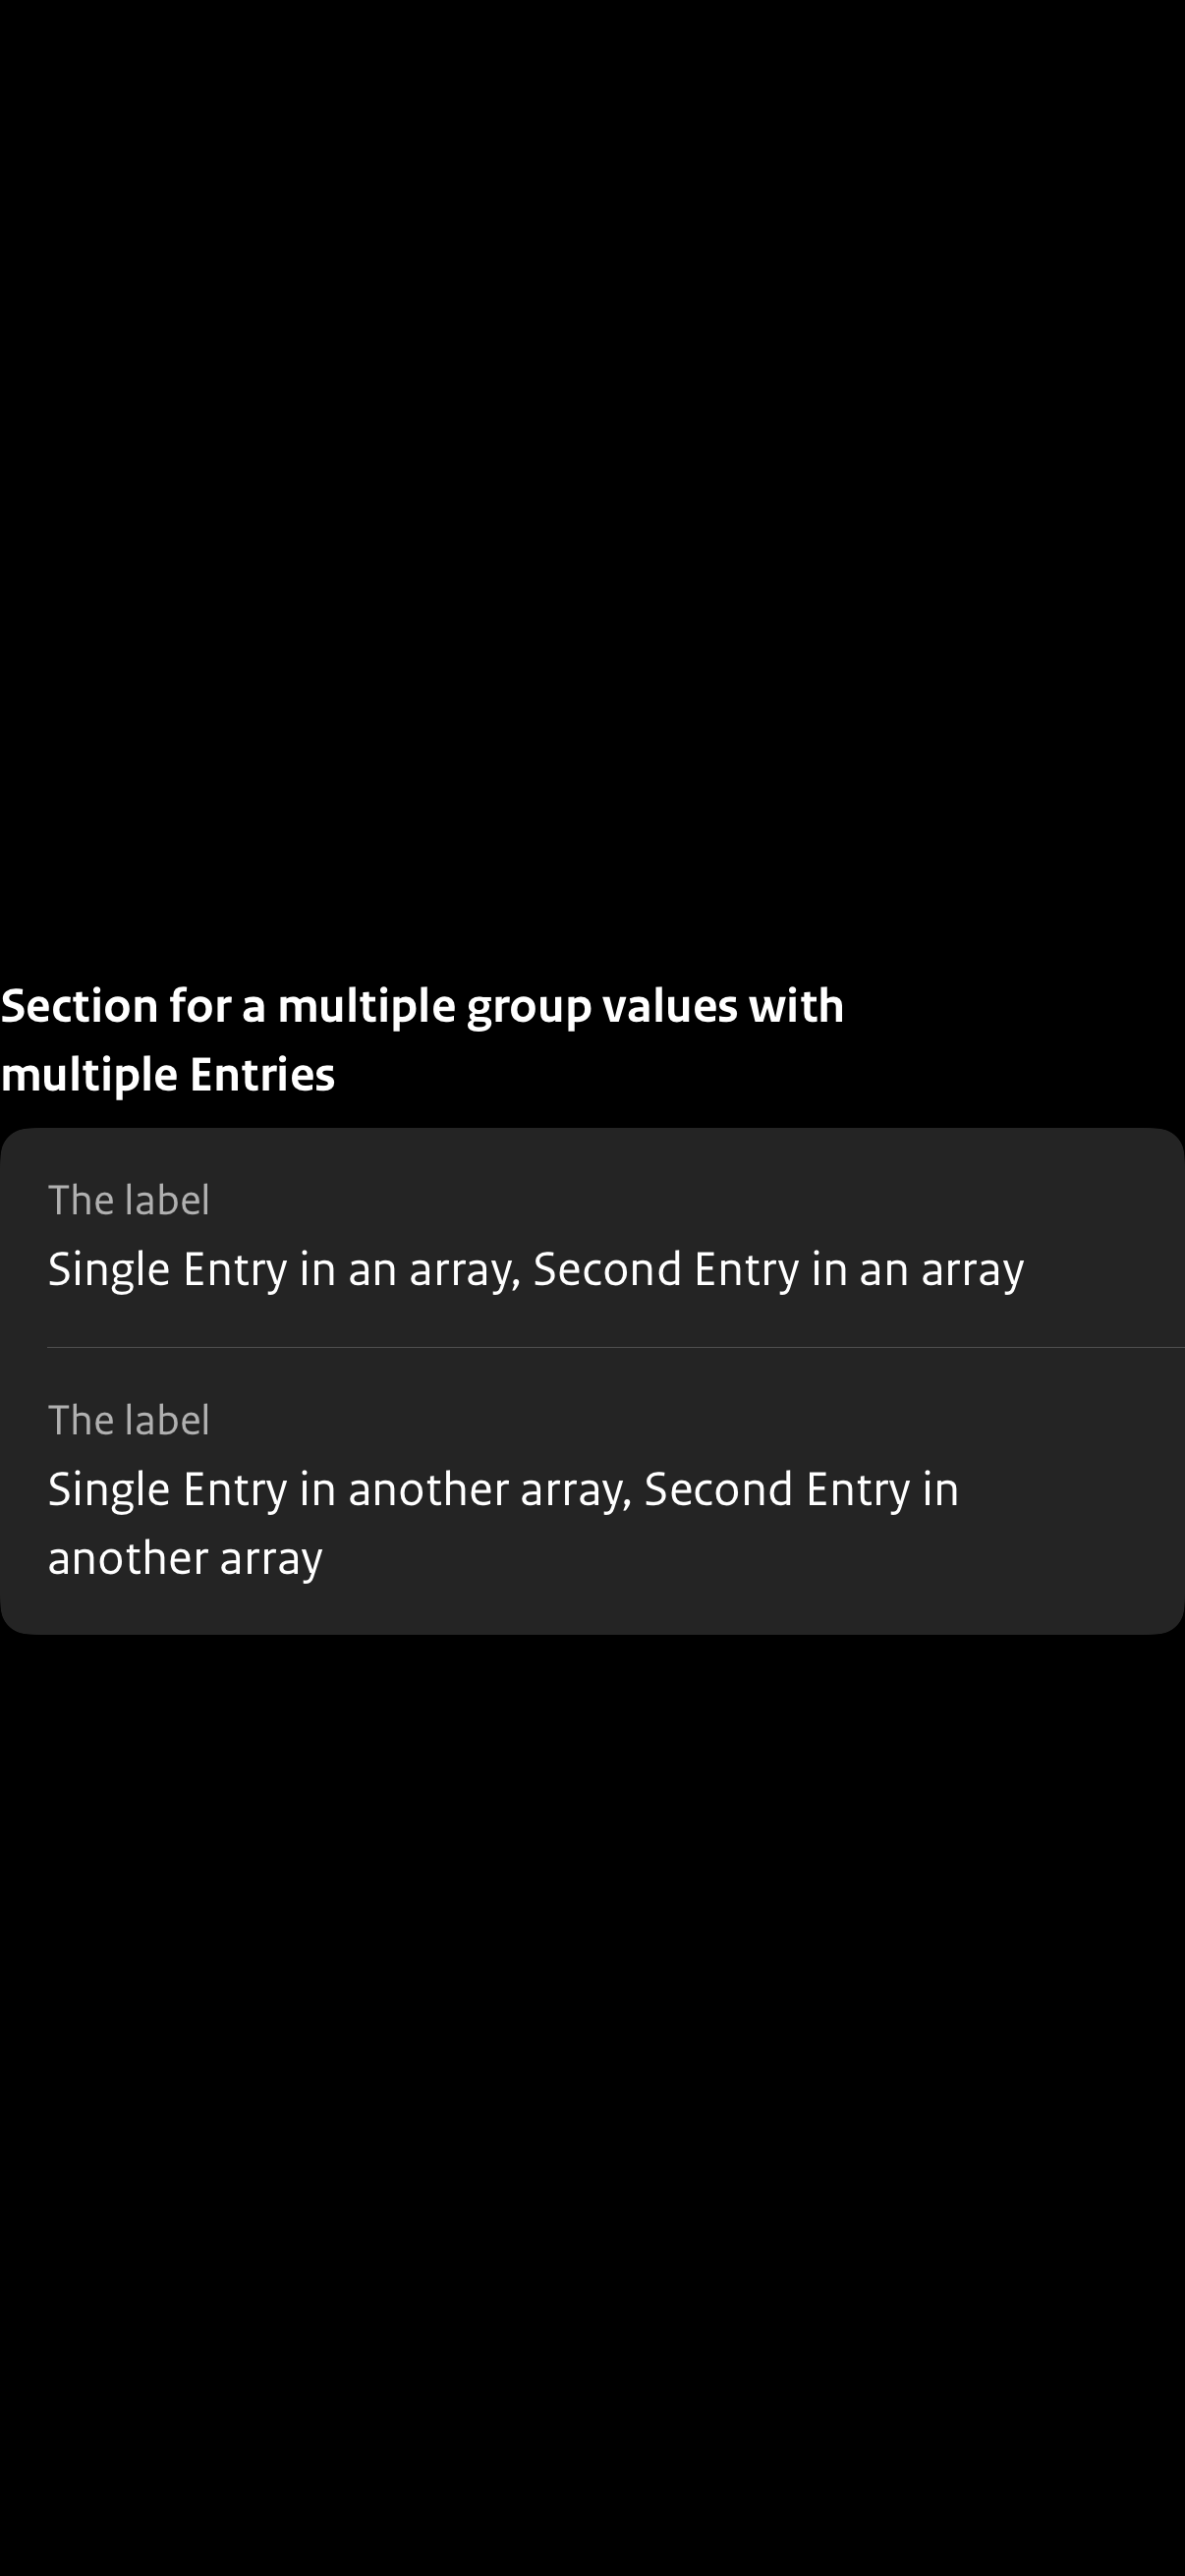 Section for a multiple group values with
multiple Entries
The label
Single Entry in an array, Second Entry in an array
The label
Single Entry in another array, Second Entry in
another array